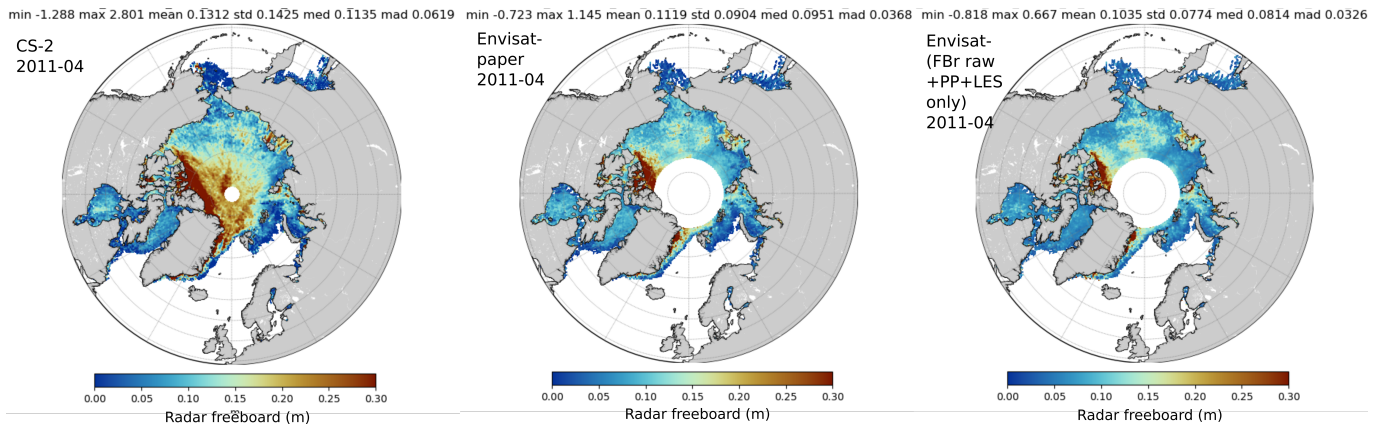 min -1.288 max 2.801 mean 0.1312 std 0.1425 med 0.1135 mad 0.0619
CS-2
2011-04
0.00 0.05 0.10 0.15 0.20 0.25 0.30
Radar freeboard (m)
min -0.723 max 1.145 mean 0.1119 std 0.0904 med 0.0951 mad 0.0368
Envisat-
paper
2011-04
0.00 0.05 0.10 0.15 0.20 0.25 0.30
Radar freeboard (m)
min -0.818 max 0.667 mean 0.1035 std 0.0774 med 0.0814 mad 0.0326
Envisat-
(FBr raw
+PP+LES
only)
2011-04
0.00 0.05 0.10 0.15 0.20 0.25 0.30
Radar freeboard (m)